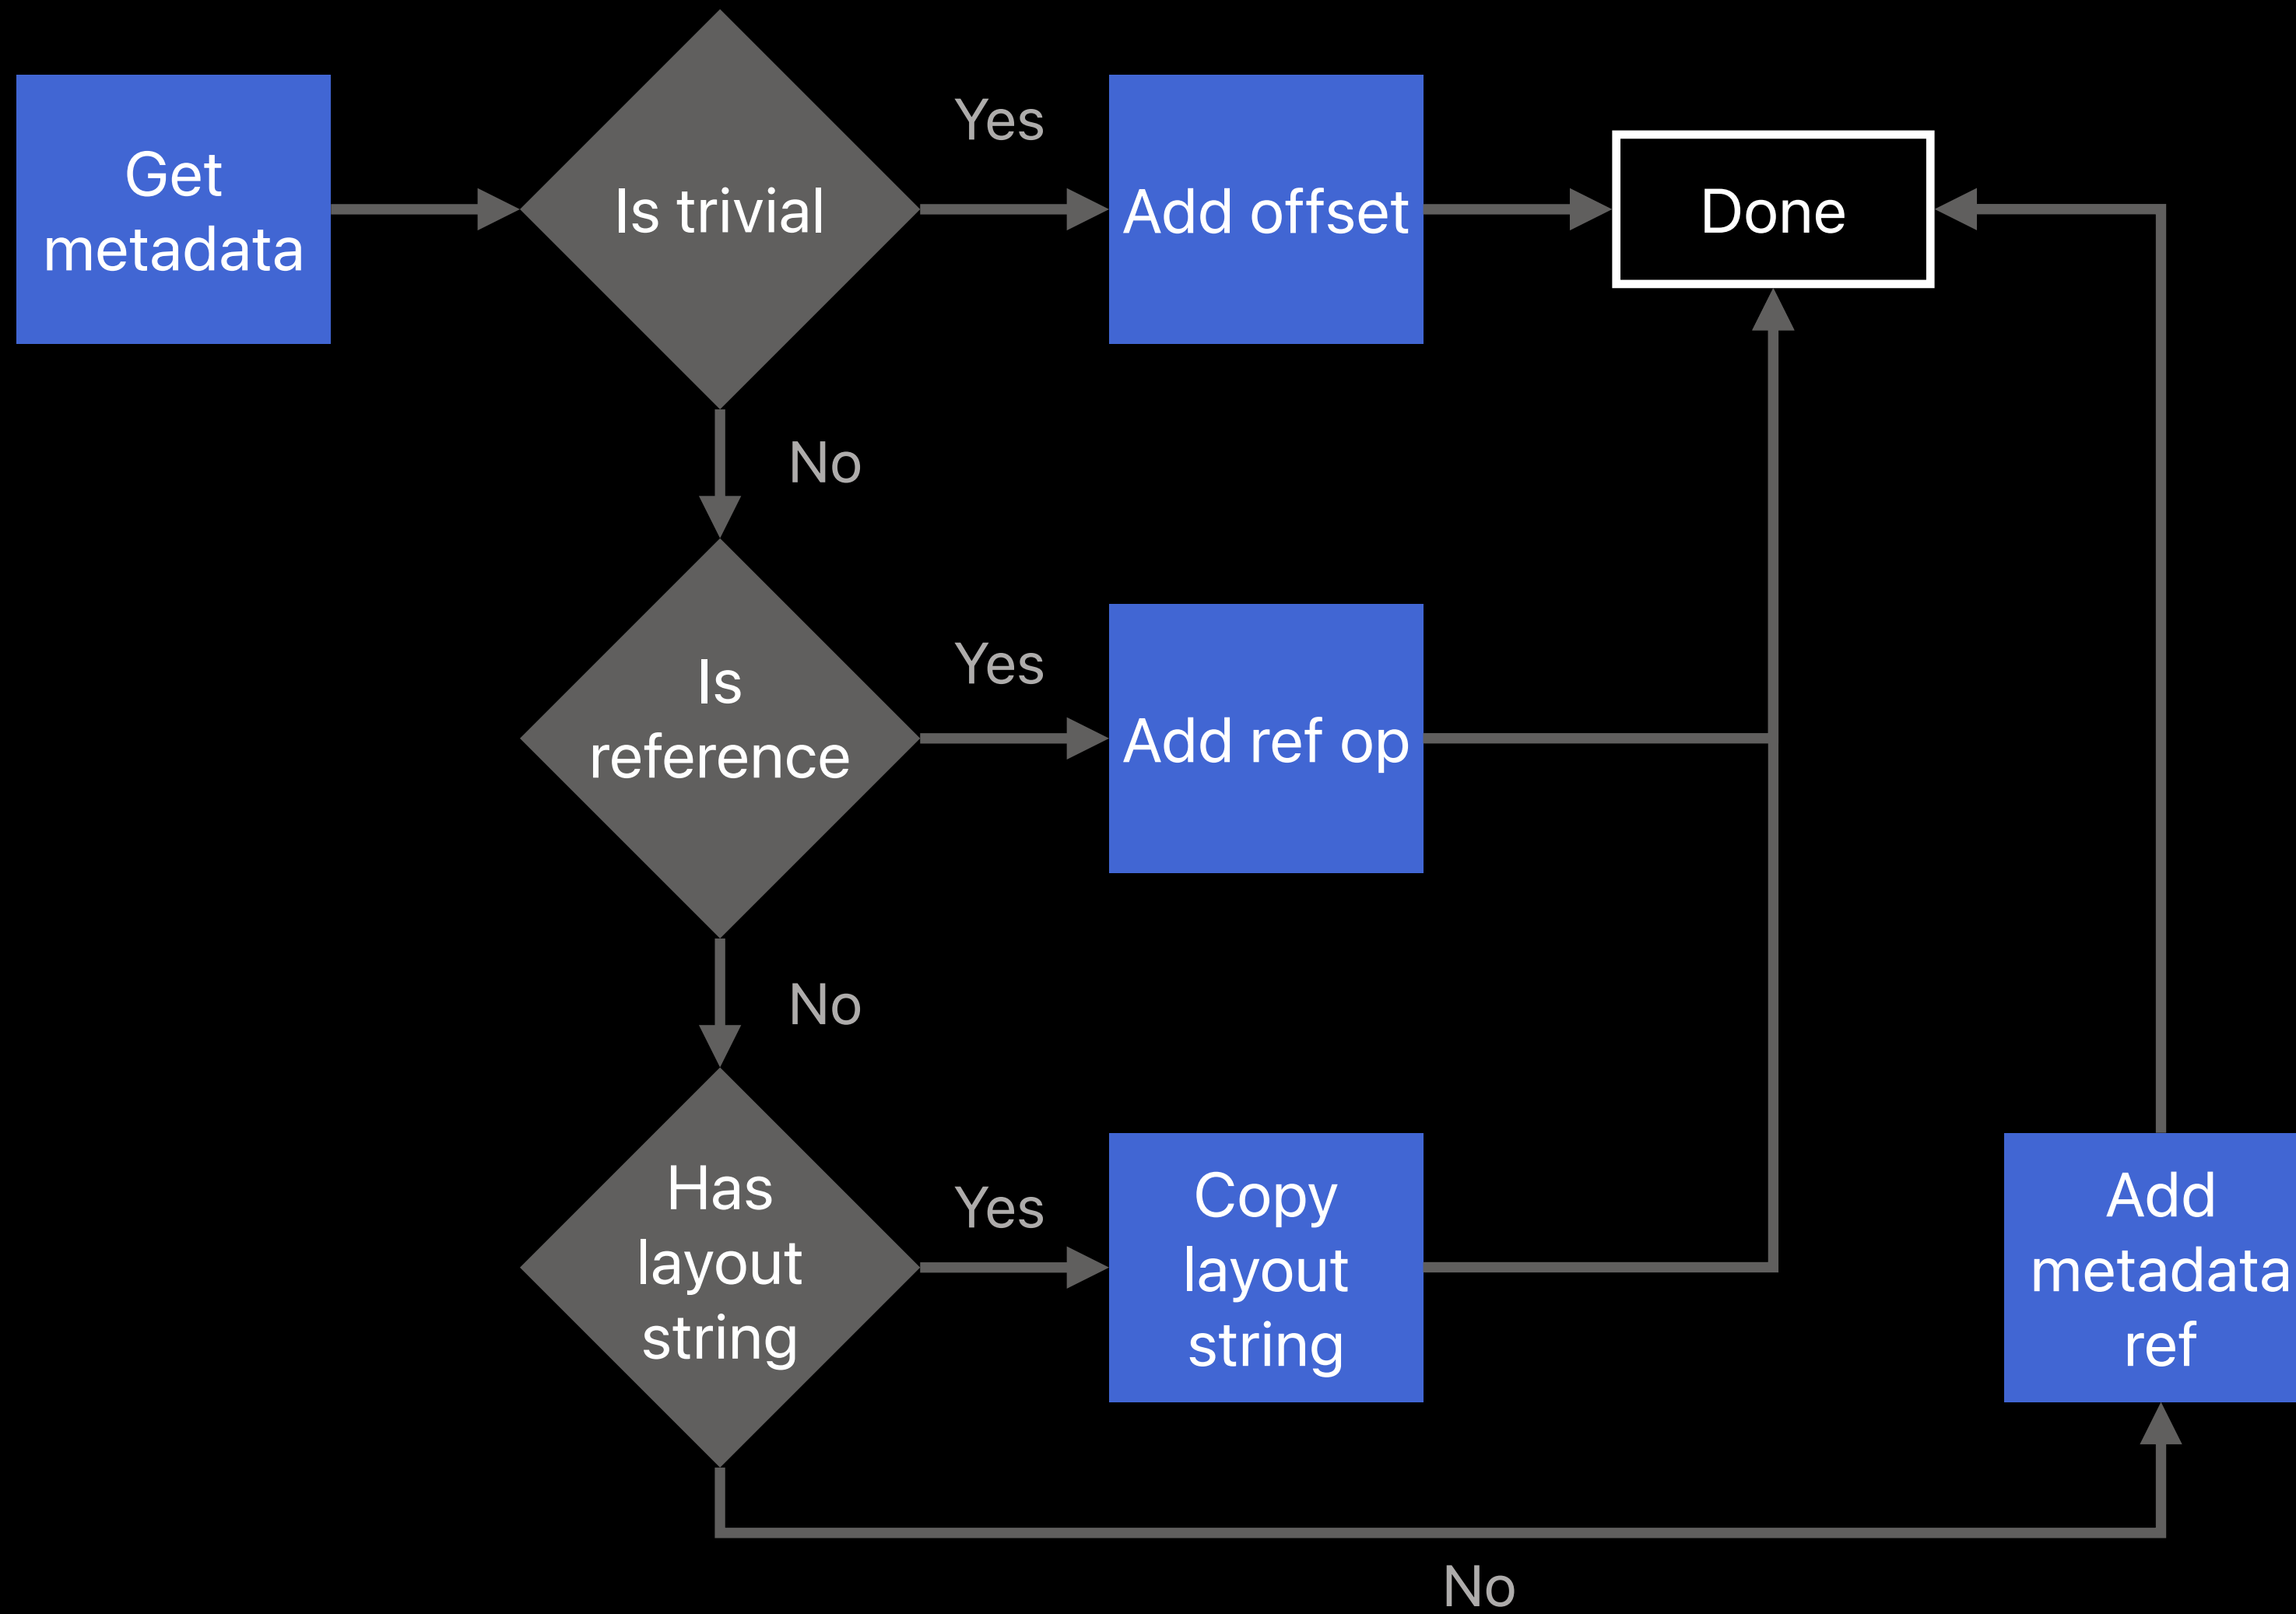 Get
metadata
Is trivial
Yes
Add offset
Done
No
Is
reference
Yes
Add ref op
No
Has
layout
string
Yes
Copy
layout
string
Add
metadata
ref
No